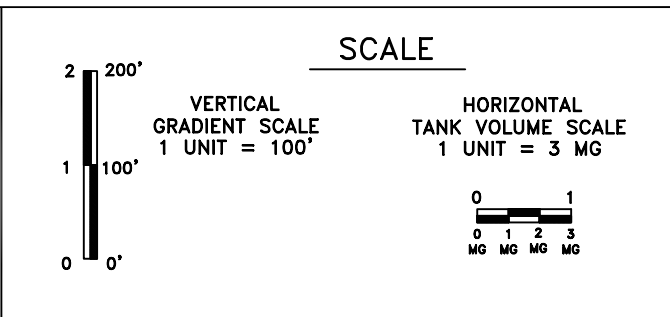 SCALE
2 200'
1 100'
0 0'
VERTICAL
GRADIENT SCALE
1 UNIT = 100'
HORIZONTAL
TANK VOLUME SCALE
1 UNIT = 3 MG
0 1
0 1 2 3
MG MG MG MG